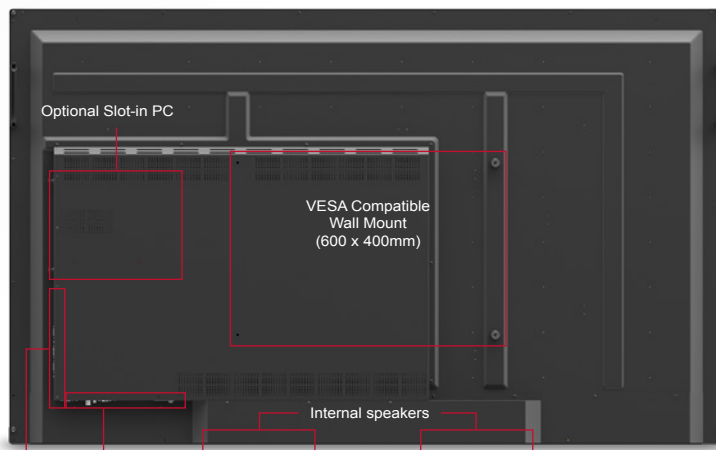 Optional Slot-in PC
VESA Compatible
Wall Mount
(600 x 400mm)
Internal speakers